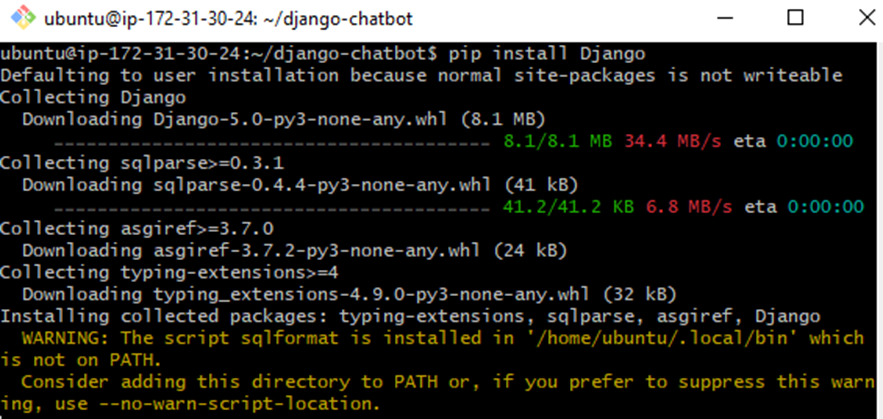 ubuntu@ip-172-31-30-24: ~/django-chatbot
ubuntu@ip-172-31-30-24:~/django-chatbot$ pip install Django
Defaulting to user installation because normal site-packages is not writeable
Collecting Django
  Downloading Django-5.0-py3-none-any.whl (8.1 MB)
     ---------------------------------------- 8.1/8.1 MB 34.4 MB/s eta 0:00:00
Collecting sqlparse>=0.3.1
  Downloading sqlparse-0.4.4-py3-none-any.whl (41 kB)
     ---------------------------------------- 41.2/41.2 KB 6.8 MB/s eta 0:00:00
Collecting asgiref>=3.7.0
  Downloading asgiref-3.7.2-py3-none-any.whl (24 kB)
Collecting typing-extensions>=4
  Downloading typing_extensions-4.9.0-py3-none-any.whl (32 kB)
Installing collected packages: typing-extensions, sqlparse, asgiref, Django
  WARNING: The script sqlformat is installed in '/home/ubuntu/.local/bin' which
is not on PATH.
  Consider adding this directory to PATH or, if you prefer to suppress this warn
ing, use --no-warn-script-location.